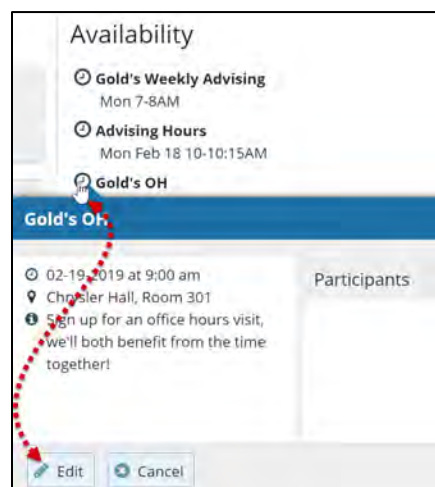 Availability
Gold's Weekly Advising
Mon 7-8AM
Advising Hours
Mon Feb 18 10-10:15AM
Gold's OH
Gold's OH
02-19-2019 at 9:00 am
Chrysler Hall, Room 301
Sign up for an office hours visit,
we'll both benefit from the time
together!
Participants
Edit
Cancel